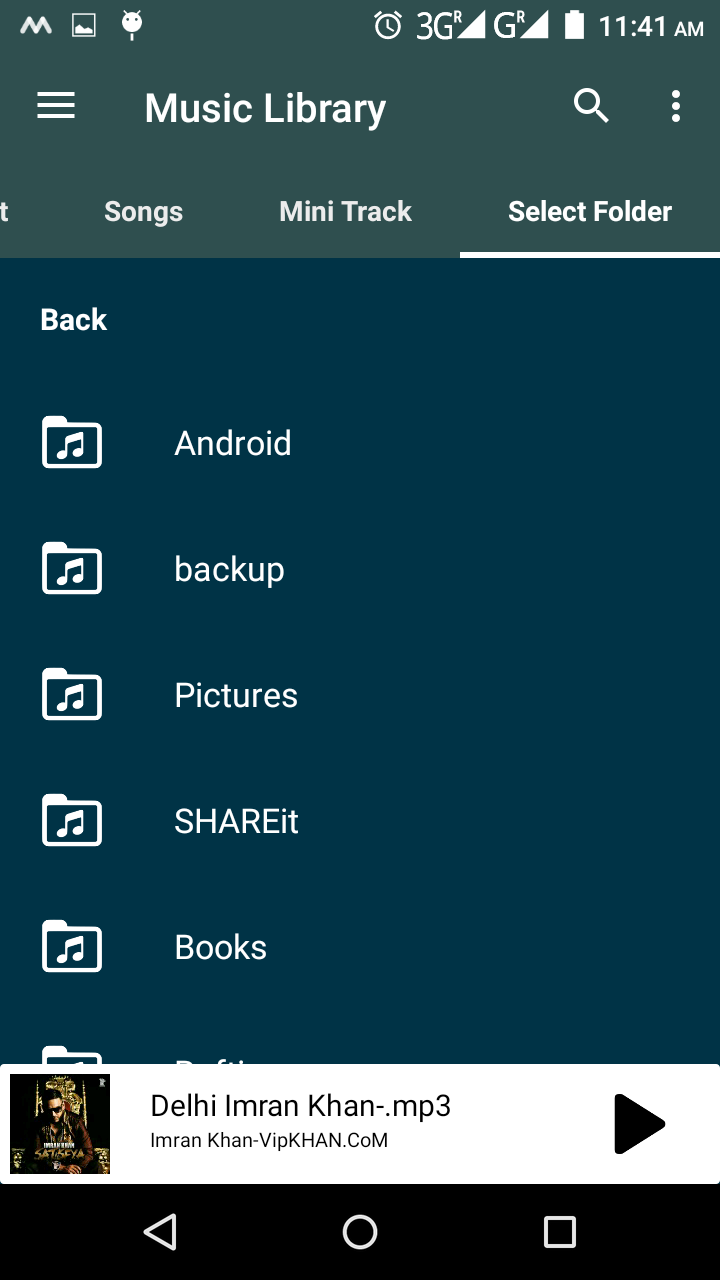 3G R G R 11:41 AM
Music Library
t Songs Mini Track Select Folder
Back
Android
backup
Pictures
SHAREit
Books
Delhi Imran Khan-.mp3
Imran Khan-VipKHAN.CoM
IMRAN KHAN
SATISFYA